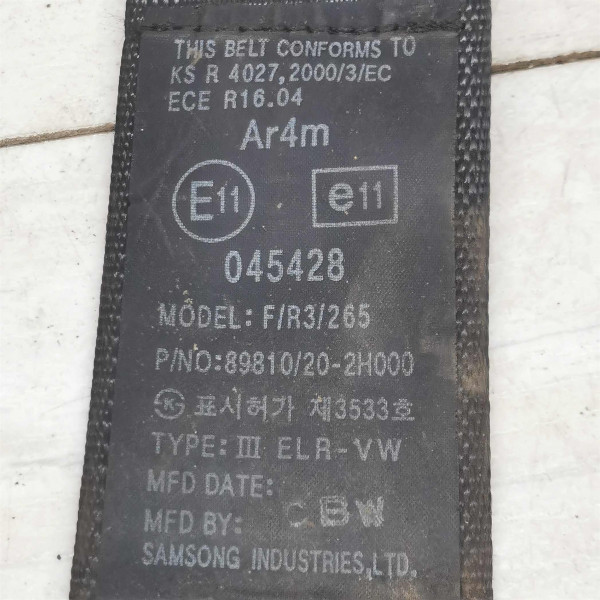 THIS BELT CONFORMS TO
KS R 4027,2000/3/EC
ECE R16.04
Ar4m
E11 e11
045428
MODEL: F/R3/265
P/NO:89810/20-2H000
㉿ 표시허가 제3533호
TYPE: III ELR-VW
MFD DATE:
MFD BY: CBW
SAMSONG INDUSTRIES,LTD.